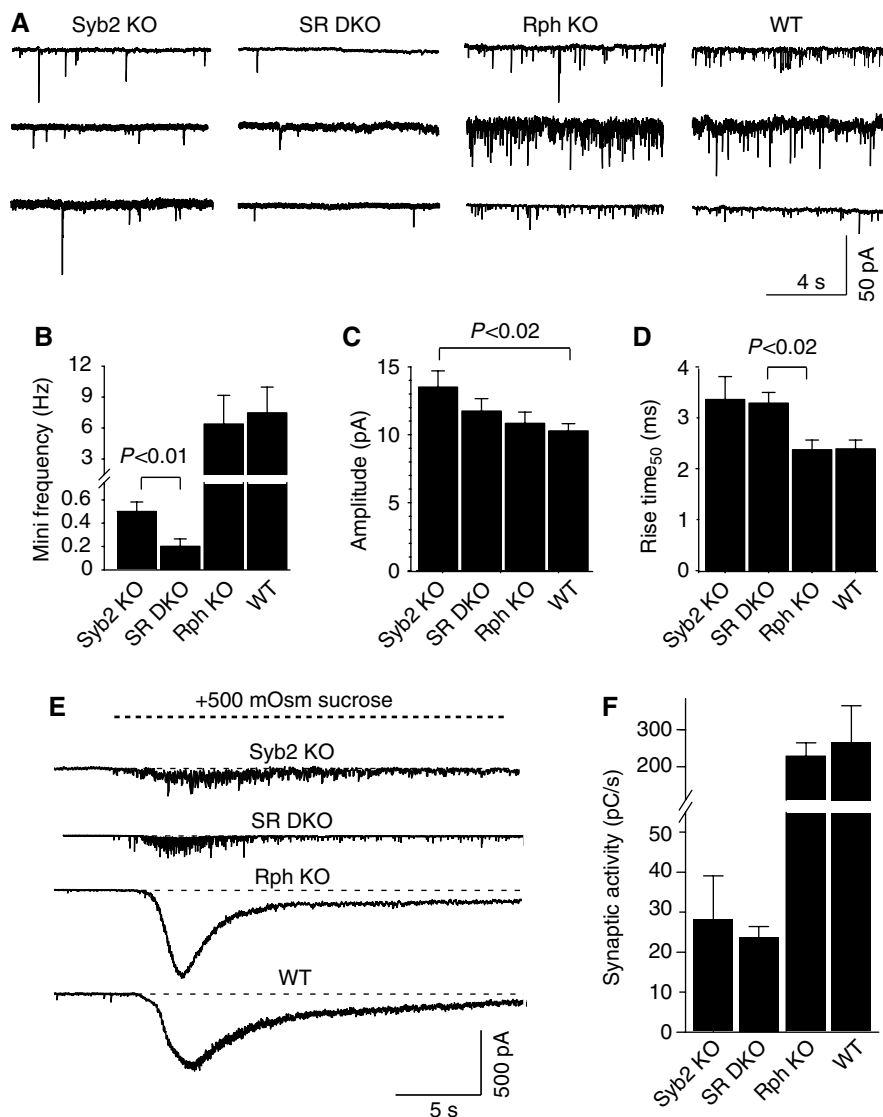 A
Syb2 KO SR DKO Rph KO WT
4 s
50 pA
B
Mini frequency (Hz)
12
9
6
3
0.6
0.4
0.2
0
P<0.01
Syb2 KO
SR DKO
Rph KO
WT
C
Amplitude (pA)
15
10
5
0
P<0.02
Syb2 KO
SR DKO
Rph KO
WT
D
Rise time50 (ms)
4
3
2
1
0
P<0.02
Syb2 KO
SR DKO
Rph KO
WT
E
+500 mOsm sucrose
Syb2 KO
SR DKO
Rph KO
WT
5 s
500 pA
F
Synaptic activity (pC/s)
300
200
50
40
30
20
10
0
Syb2 KO
SR DKO
Rph KO
WT